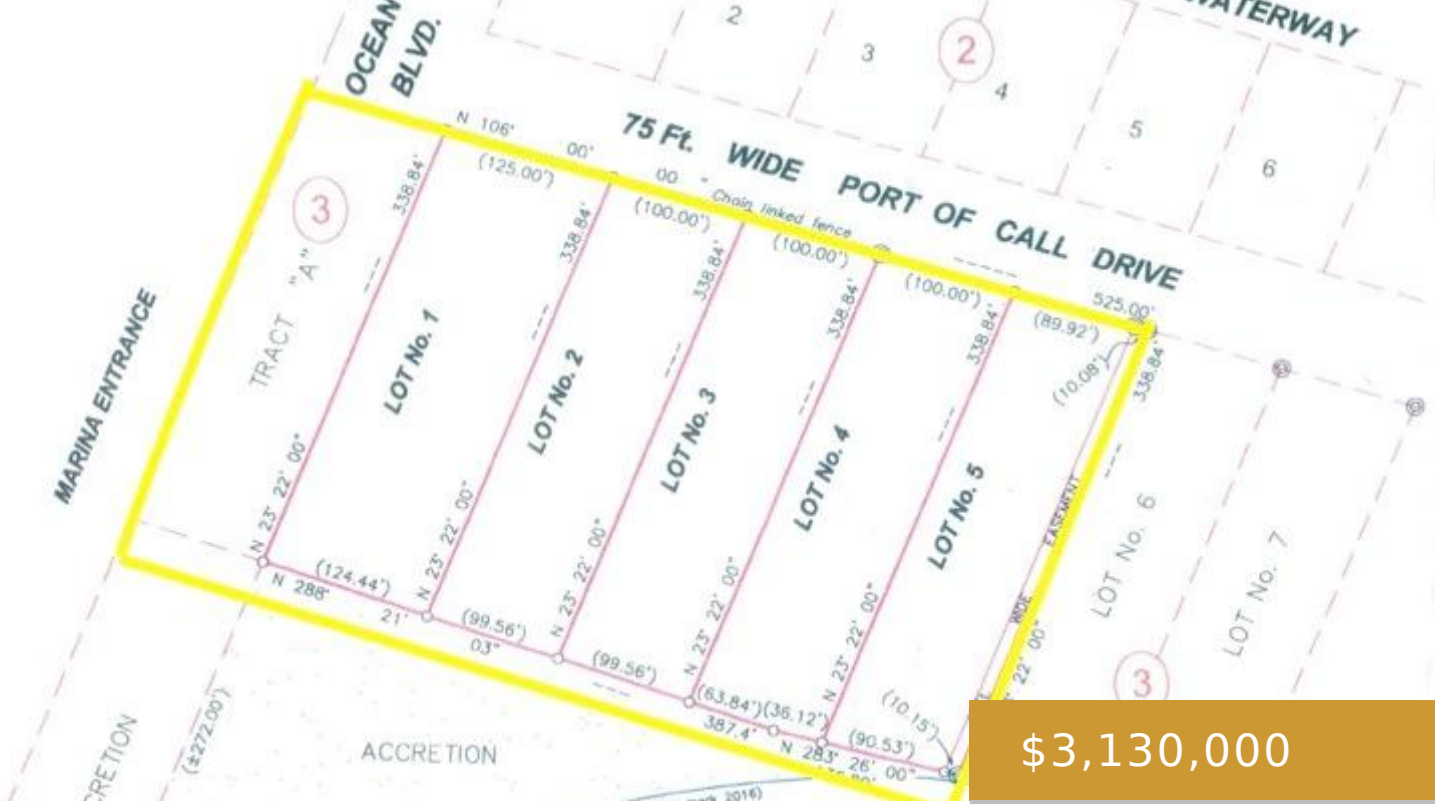 WATERWAY
OCEAN
BLVD.
2
3
2
4
5
6
75 Ft. WIDE PORT OF CALL DRIVE
N 106° 00' 00 "
Chain linked fence
(125.00')
(100.00')
(100.00')
(100.00')
(89.92')
525.00'
(10.08')
3
338.84'
338.84'
338.84'
338.84'
338.84'
338.84'
MARINA ENTRANCE
TRACT "A"
LOT No. 1
LOT No. 2
LOT No. 3
LOT No. 4
LOT No. 5
LOT No. 6
LOT No. 7
WIDE EASEMENT
N 23° 22' 00"
N 23° 22' 00"
N 23° 22' 00"
N 23° 22' 00"
N 23° 22' 00"
22' 00"
3
(124.44')
(99.56')
(99.56')
(63.84')
(36.12')
(90.53')
(10.15')
N 288° 21' 03"
387.4'
N 283° 26' 00"
(±272.00')
ACCRETION
CRETION
2016)
$3,130,000